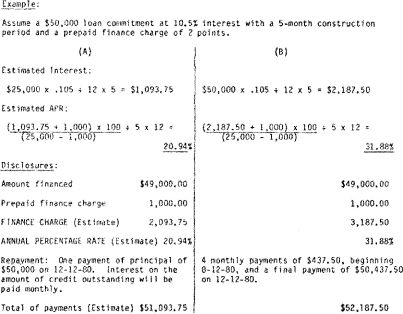 Example:
Assume a $50,000 loan commitment at 10.5% interest with a 5-month construction
period and a prepaid finance charge of 2 points.
(A) (B)
Estimated Interest:
$25,000 x .105 ÷ 12 x 5 = $1,093.75 $50,000 x .105 ÷ 12 x 5 = $2,187.50
Estimated APR:
(1,093.75 + 1,000) x 100 ÷ 5 x 12 = (2,187.50 + 1,000) x 100 ÷ 5 x 12 =
(25,000 - 1,000) (25,000 - 1,000)
20.94% 31.88%
Disclosures:
Amount financed $49,000.00 $49,000.00
Prepaid finance charge 1,000.00 1,000.00
FINANCE CHARGE (Estimate) 2,093.75 3,187.50
ANNUAL PERCENTAGE RATE (Estimate) 20.94% 31.88%
Repayment: One payment of principal of 4 monthly payments of $437.50, beginning
$50,000 on 12-12-80. Interest on the 8-12-80, and a final payment of $50,437.50
amount of credit outstanding will be on 12-12-80.
paid monthly.
Total of payments (Estimate) $51,093.75 $52,187.50